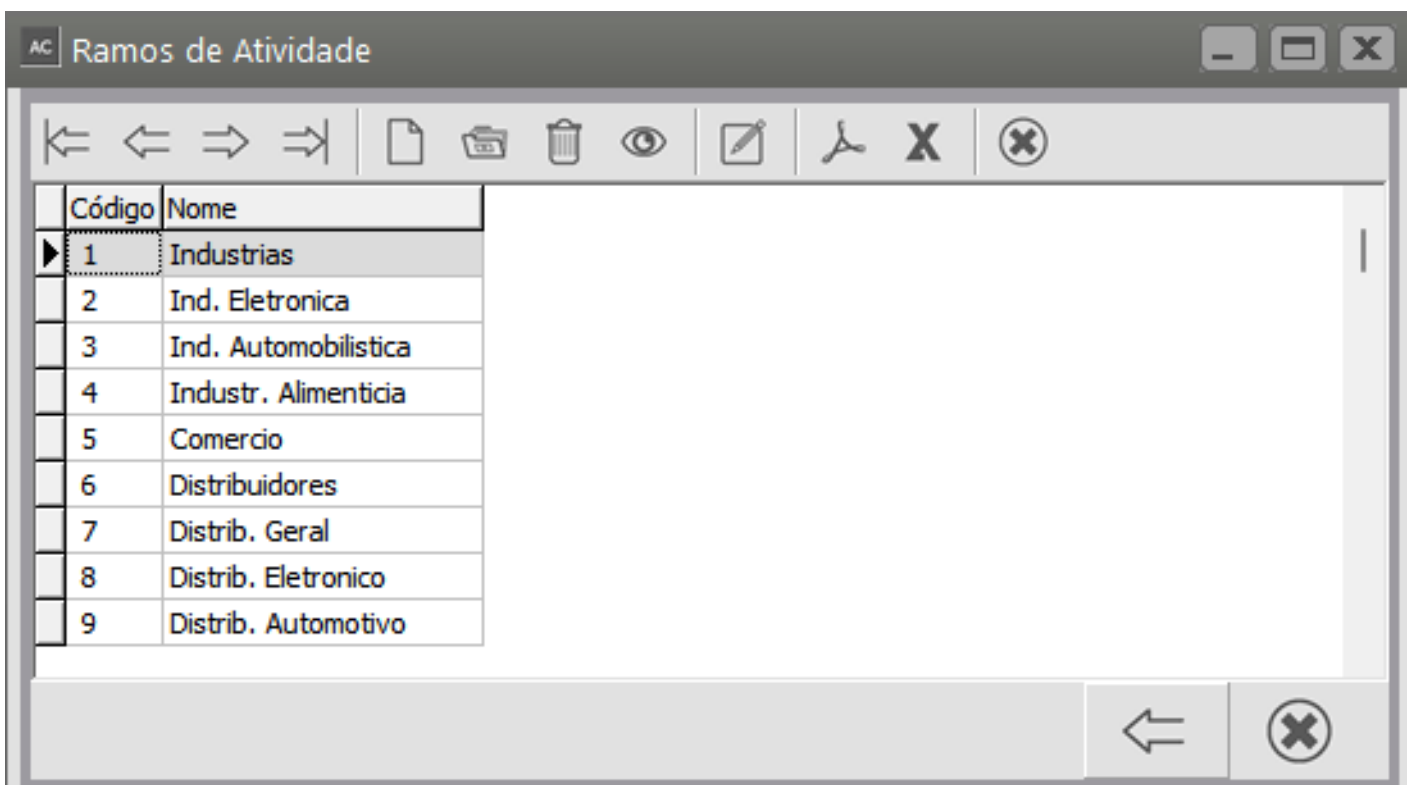 AC Ramos de Atividade
Código Nome
1 Industrias
2 Ind. Eletronica
3 Ind. Automobilistica
4 Industr. Alimenticia
5 Comercio
6 Distribuidores
7 Distrib. Geral
8 Distrib. Eletronico
9 Distrib. Automotivo